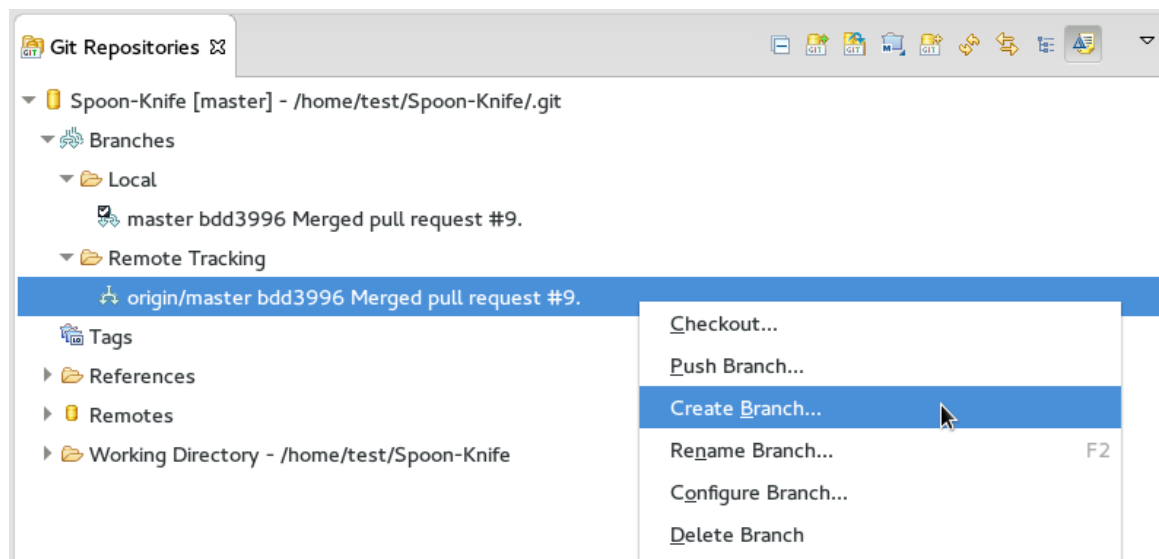 Git Repositories
Spoon-Knife [master] - /home/test/Spoon-Knife/.git
Branches
Local
master bdd3996 Merged pull request #9.
Remote Tracking
origin/master bdd3996 Merged pull request #9.
Tags
References
Remotes
Working Directory - /home/test/Spoon-Knife
Checkout...
Push Branch...
Create Branch...
Rename Branch... F2
Configure Branch...
Delete Branch